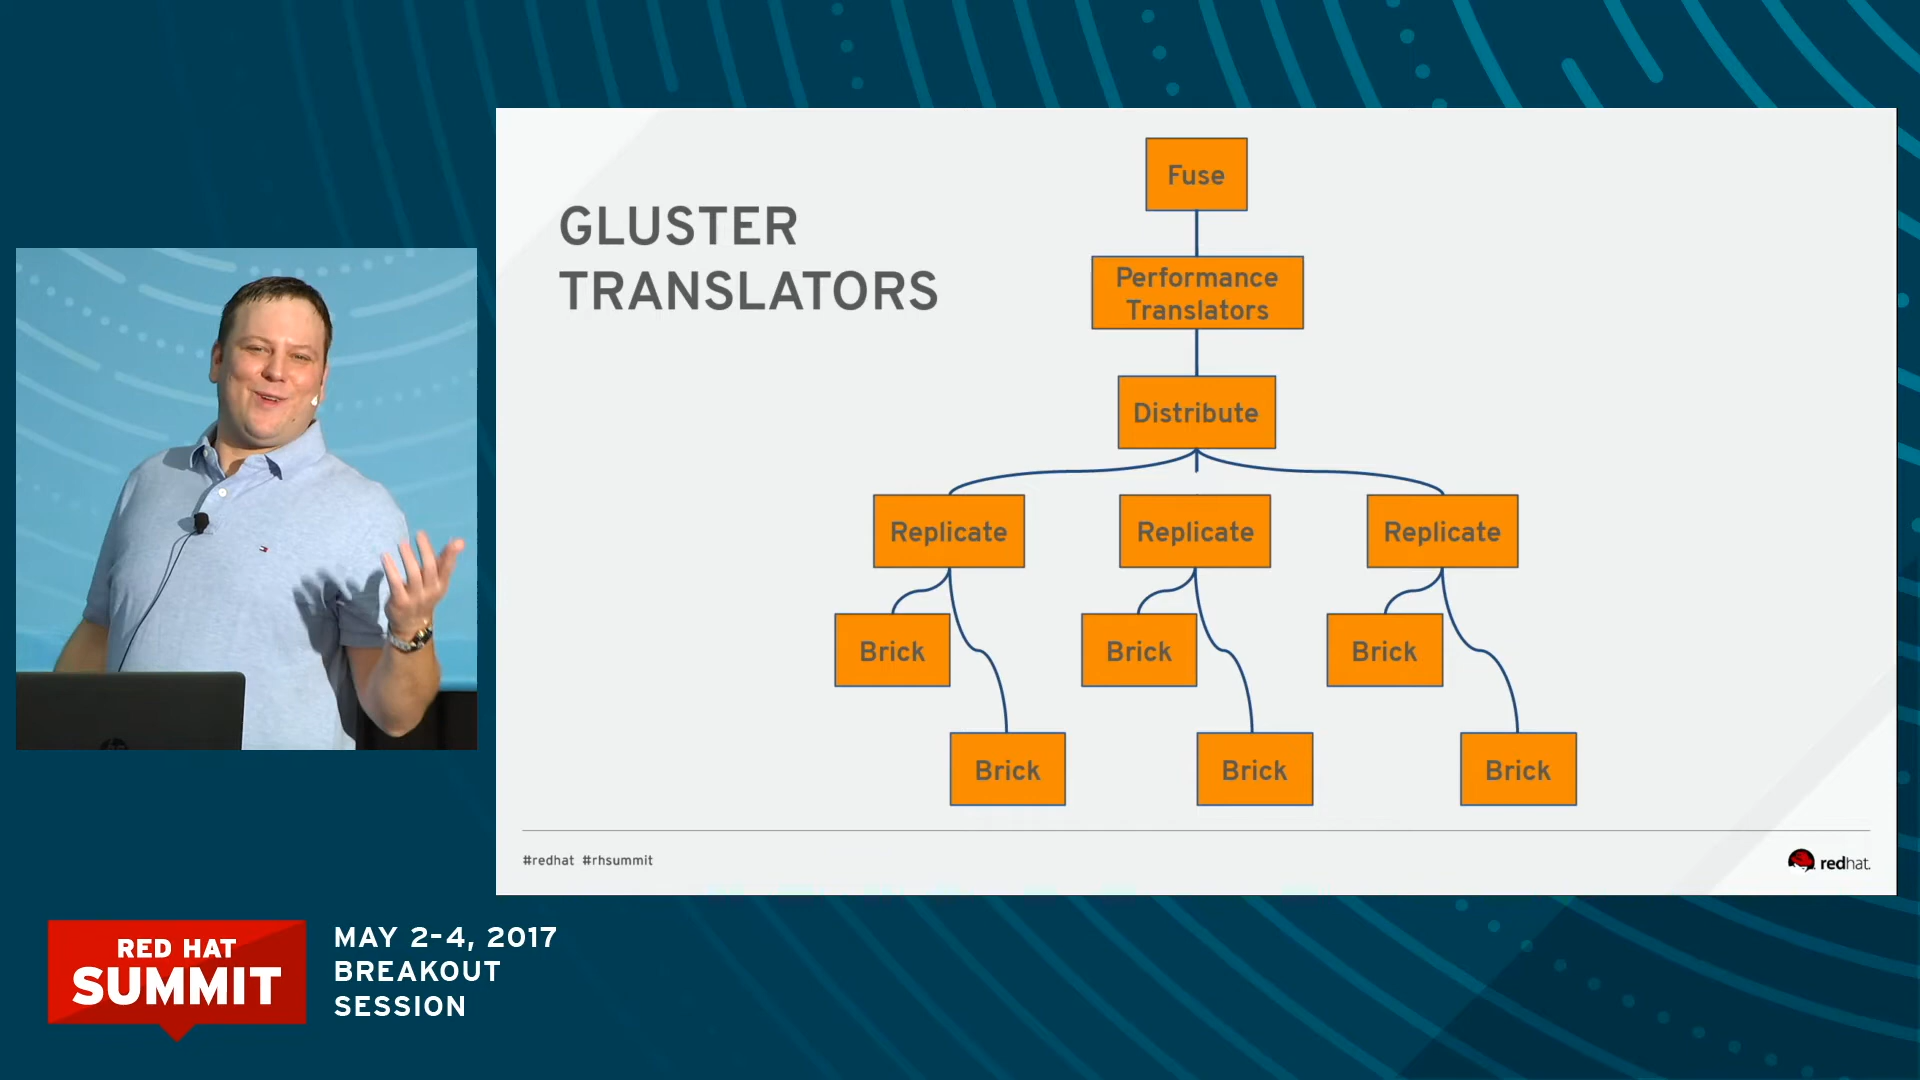 GLUSTER
TRANSLATORS
Fuse
Performance
Translators
Distribute
Replicate
Replicate
Replicate
Brick
Brick
Brick
Brick
Brick
Brick
#redhat #rhsummit
redhat.
RED HAT
SUMMIT
MAY 2-4, 2017
BREAKOUT
SESSION